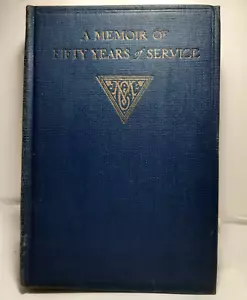 A MEMOIR OF
FIFTY YEARS of SERVICE